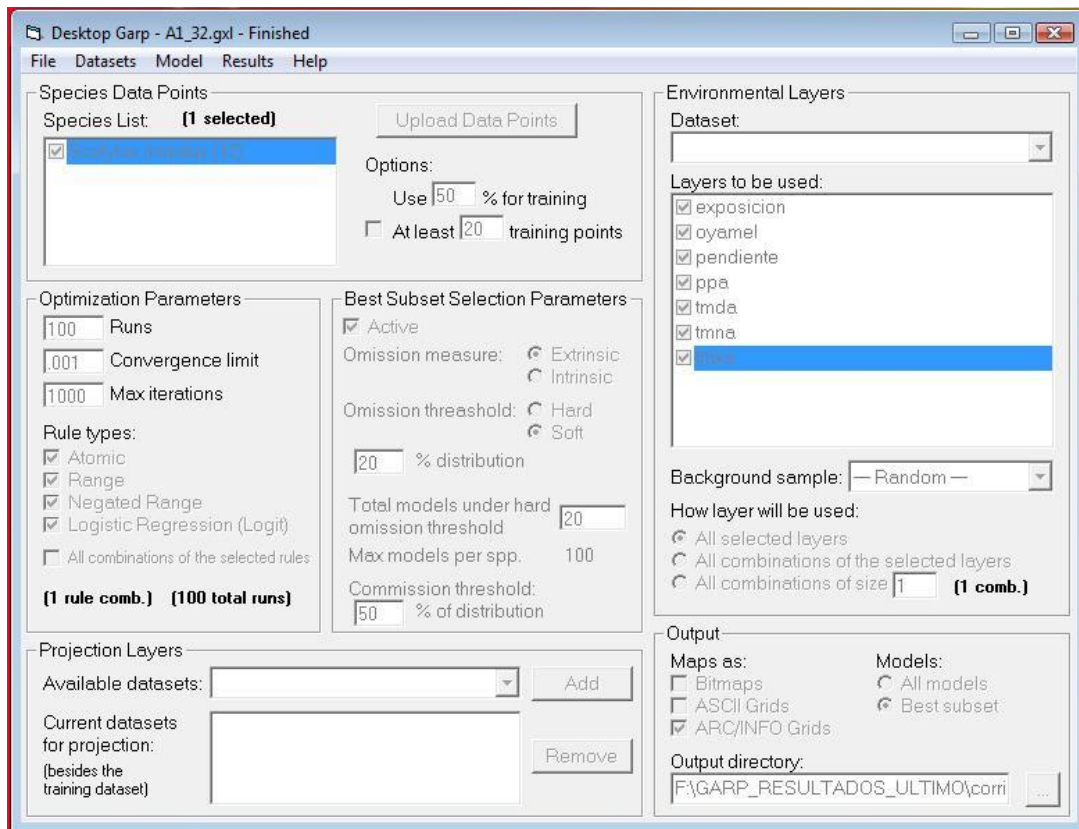 Desktop Garp - A1_32.gxl - Finished
File Datasets Model Results Help
Species Data Points
Species List: (1 selected)
Upload Data Points
Options:
Use 50 % for training
At least 20 training points
Optimization Parameters
100 Runs
.001 Convergence limit
1000 Max iterations
Rule types:
Atomic
Range
Negated Range
Logistic Regression (Logit)
All combinations of the selected rules
(1 rule comb.) (100 total runs)
Best Subset Selection Parameters
Active
Omission measure: Extrinsic
Intrinsic
Omission threashold: Hard
Soft
20 % distribution
Total models under hard
omission threshold 20
Max models per spp. 100
Commission threshold:
50 % of distribution
Projection Layers
Available datasets:
Add
Current datasets
for projection:
(besides the
training dataset)
Remove
Environmental Layers
Dataset:
Layers to be used:
exposicion
oyamel
pendiente
ppa
tmda
tmna
Background sample: — Random —
How layer will be used:
All selected layers
All combinations of the selected layers
All combinations of size 1 (1 comb.)
Output
Maps as:
Bitmaps
ASCII Grids
ARC/INFO Grids
Models:
All models
Best subset
Output directory:
F:\GARP_RESULTADOS_ULTIMO\corri
...